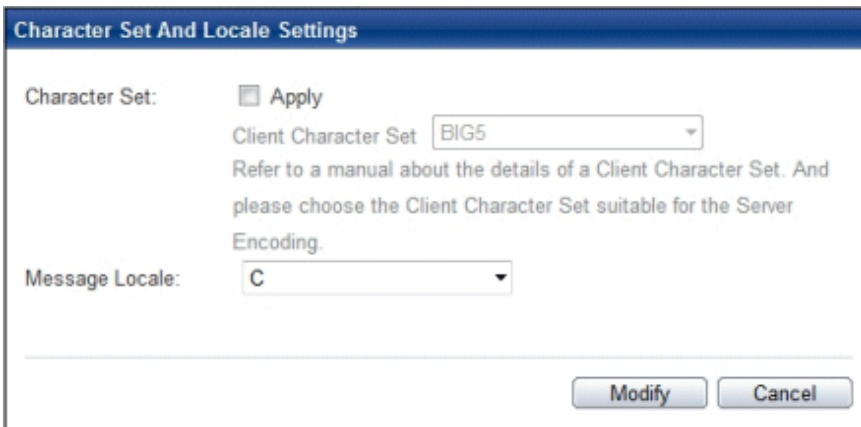 Character Set And Locale Settings
Character Set: Apply
Client Character Set BIG5
Refer to a manual about the details of a Client Character Set. And
please choose the Client Character Set suitable for the Server
Encoding.
Message Locale: C
Modify Cancel